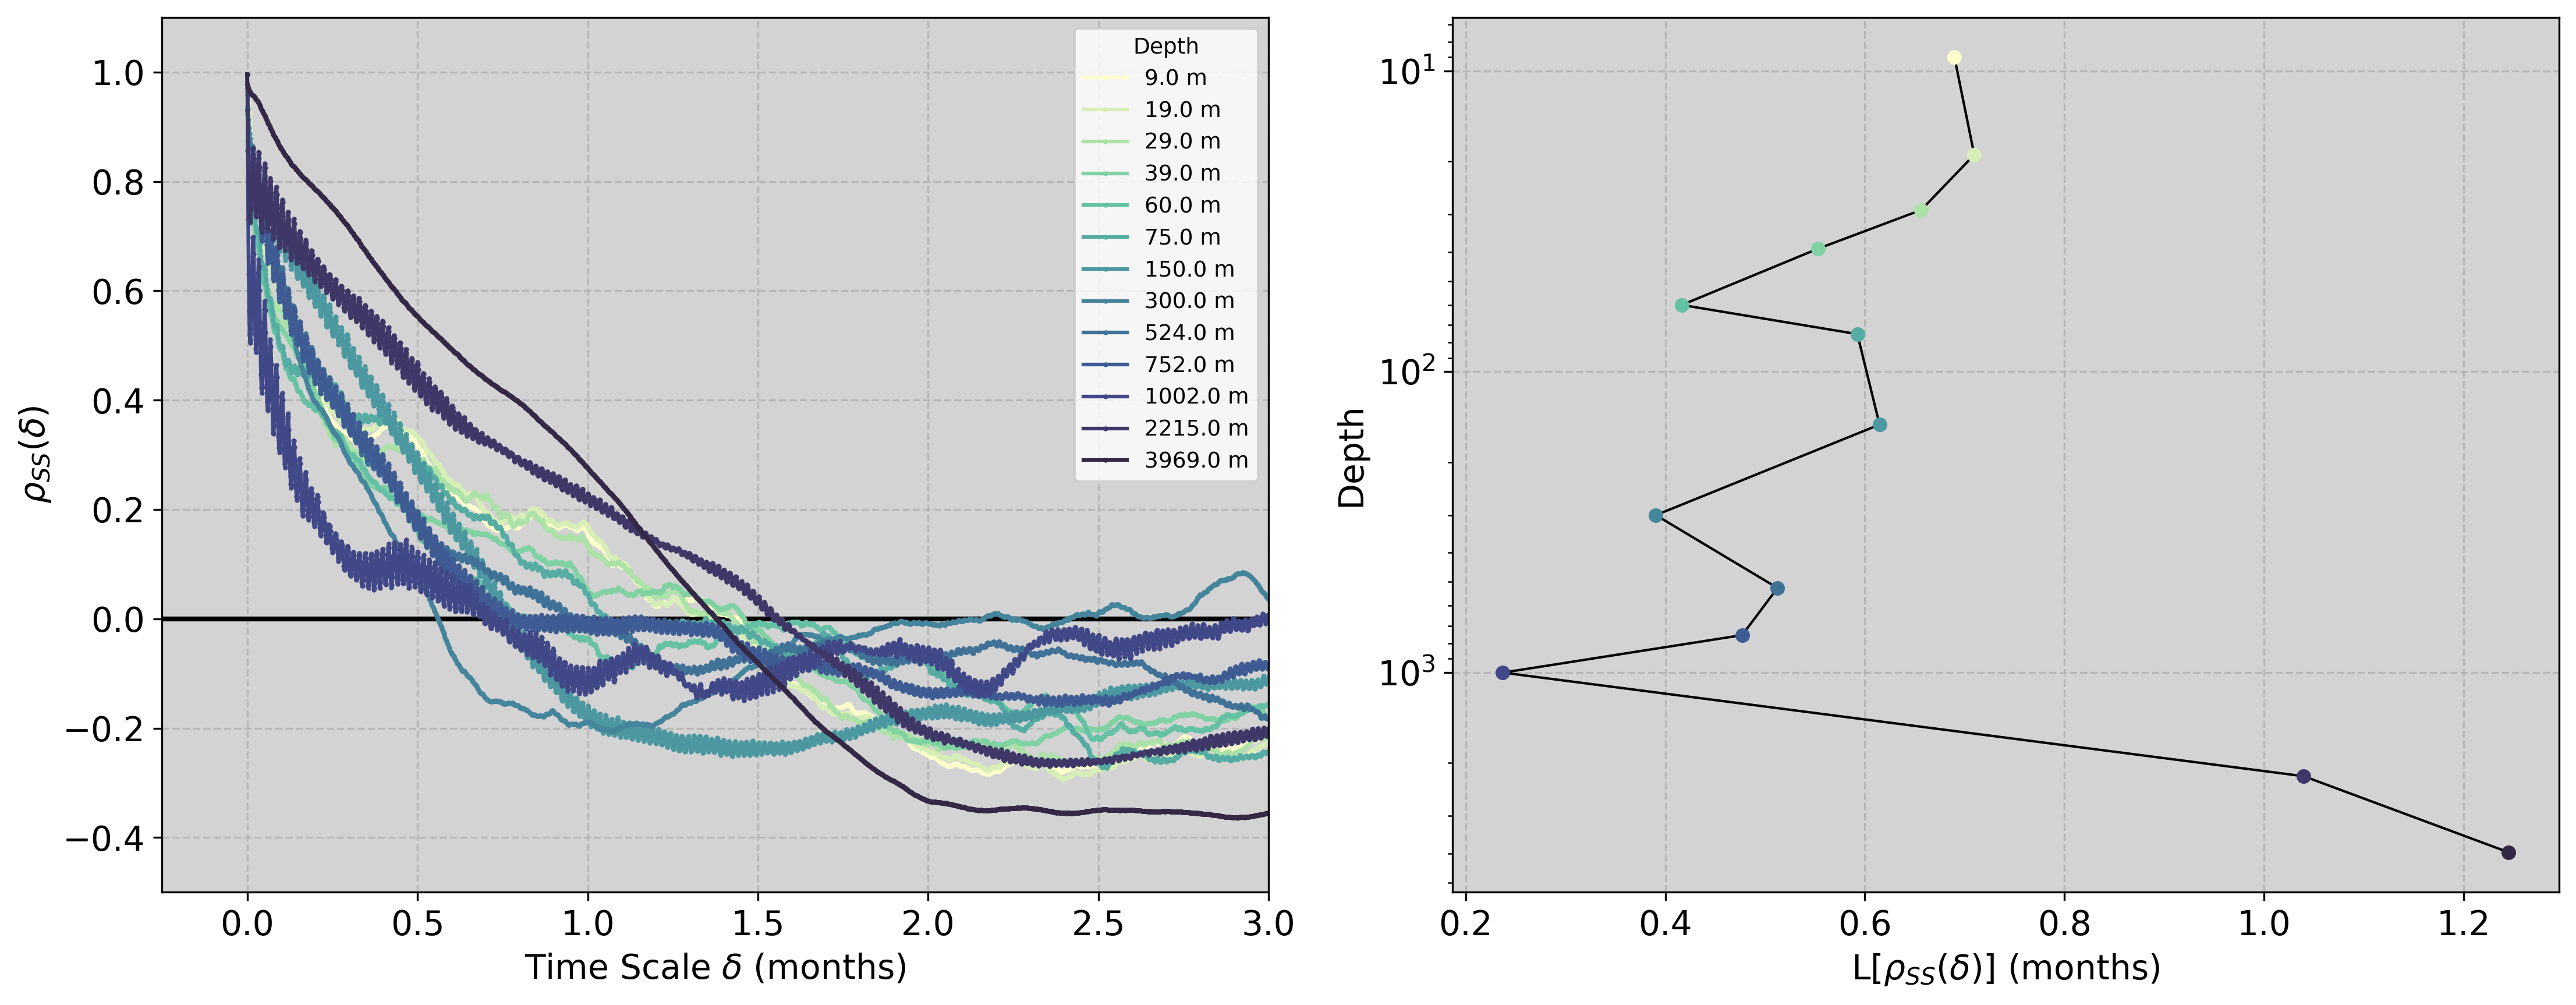 1.0
0.8
0.6
0.4
0.2
0.0
−0.2
−0.4
ρSS(δ)
0.0 0.5 1.0 1.5 2.0 2.5 3.0
Time Scale δ (months)
Depth
9.0 m
19.0 m
29.0 m
39.0 m
60.0 m
75.0 m
150.0 m
300.0 m
524.0 m
752.0 m
1002.0 m
2215.0 m
3969.0 m
10¹
10²
10³
Depth
0.2 0.4 0.6 0.8 1.0 1.2
L[ρSS(δ)] (months)